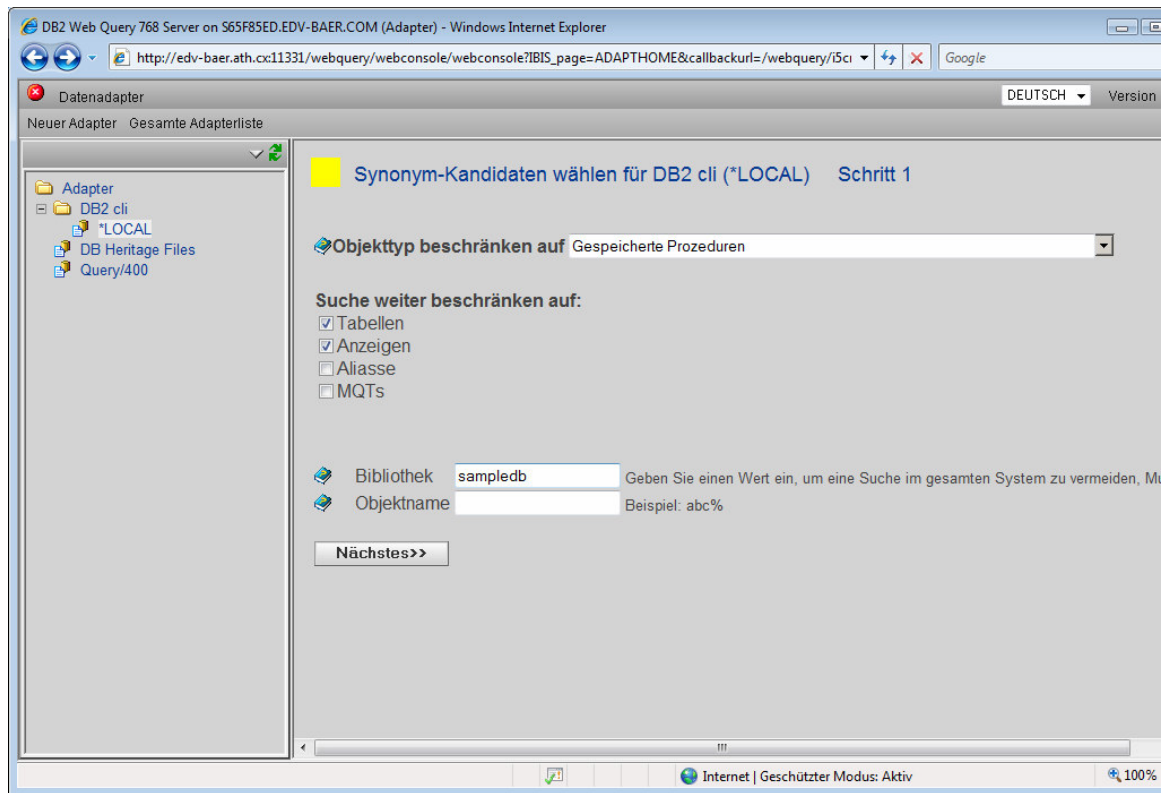 DB2 Web Query 768 Server on S65F85ED.EDV-BAER.COM (Adapter) - Windows Internet Explorer
http://edv-baer.ath.cx:11331/webquery/webconsole/webconsole?IBIS_page=ADAPTHOME&callbackurl=/webquery/i5c
Google
Datenadapter
DEUTSCH
Version
Neuer Adapter Gesamte Adapterliste
Adapter
DB2 cli
*LOCAL
DB Heritage Files
Query/400
Synonym-Kandidaten wählen für DB2 cli (*LOCAL) Schritt 1
Objekttyp beschränken auf Gespeicherte Prozeduren
Suche weiter beschränken auf:
Tabellen
Anzeigen
Aliasse
MQTs
Bibliothek sampledb Geben Sie einen Wert ein, um eine Suche im gesamten System zu vermeiden, Mu
Objektname Beispiel: abc%
Nächstes>>
Internet | Geschützter Modus: Aktiv
100%